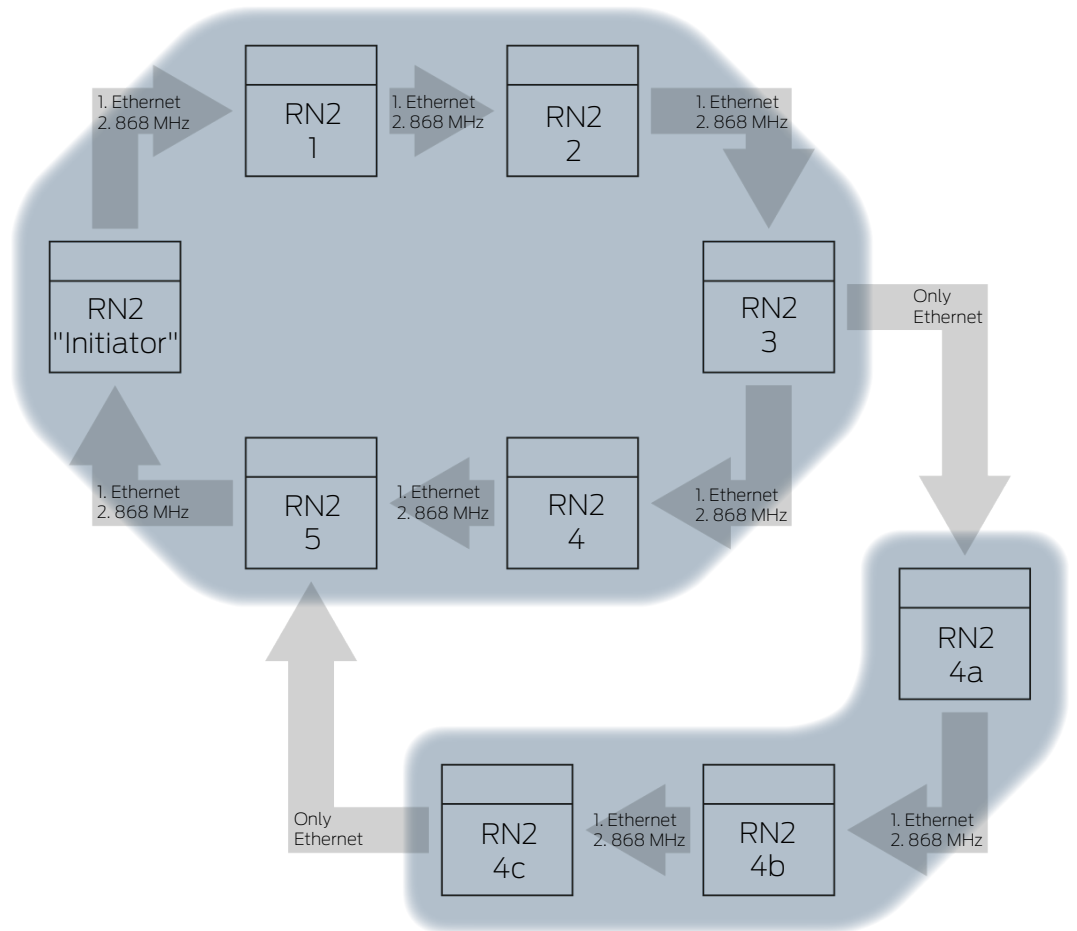 1. Ethernet
2. 868 MHz
RN2
1
1. Ethernet
2. 868 MHz
RN2
2
1. Ethernet
2. 868 MHz
RN2
"Initiator"
RN2
3
Only
Ethernet
1. Ethernet
2. 868 MHz
RN2
5
1. Ethernet
2. 868 MHz
RN2
4
1. Ethernet
2. 868 MHz
RN2
4a
Only
Ethernet
RN2
4c
1. Ethernet
2. 868 MHz
RN2
4b
1. Ethernet
2. 868 MHz